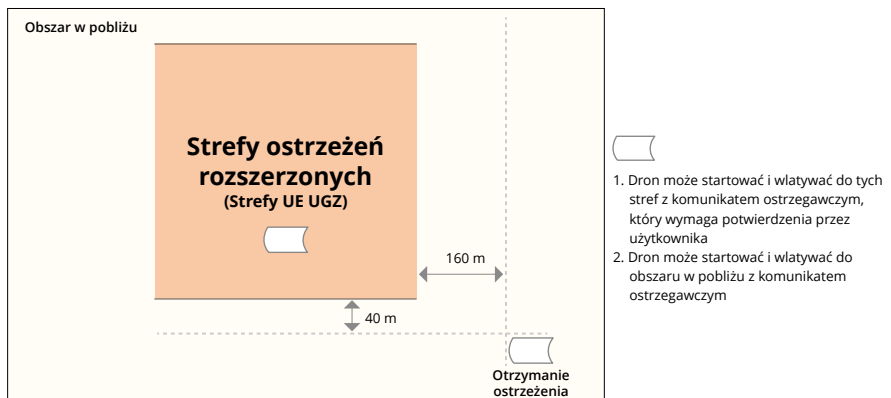 Obszar w pobliżu
Strefy ostrzeżeń
rozszerzonych
(Strefy UE UGZ)
160 m
40 m
Otrzymanie
ostrzeżenia
1. Dron może startować i wlatywać do tych
stref z komunikatem ostrzegawczym,
który wymaga potwierdzenia przez
użytkownika
2. Dron może startować i wlatywać do
obszaru w pobliżu z komunikatem
ostrzegawczym